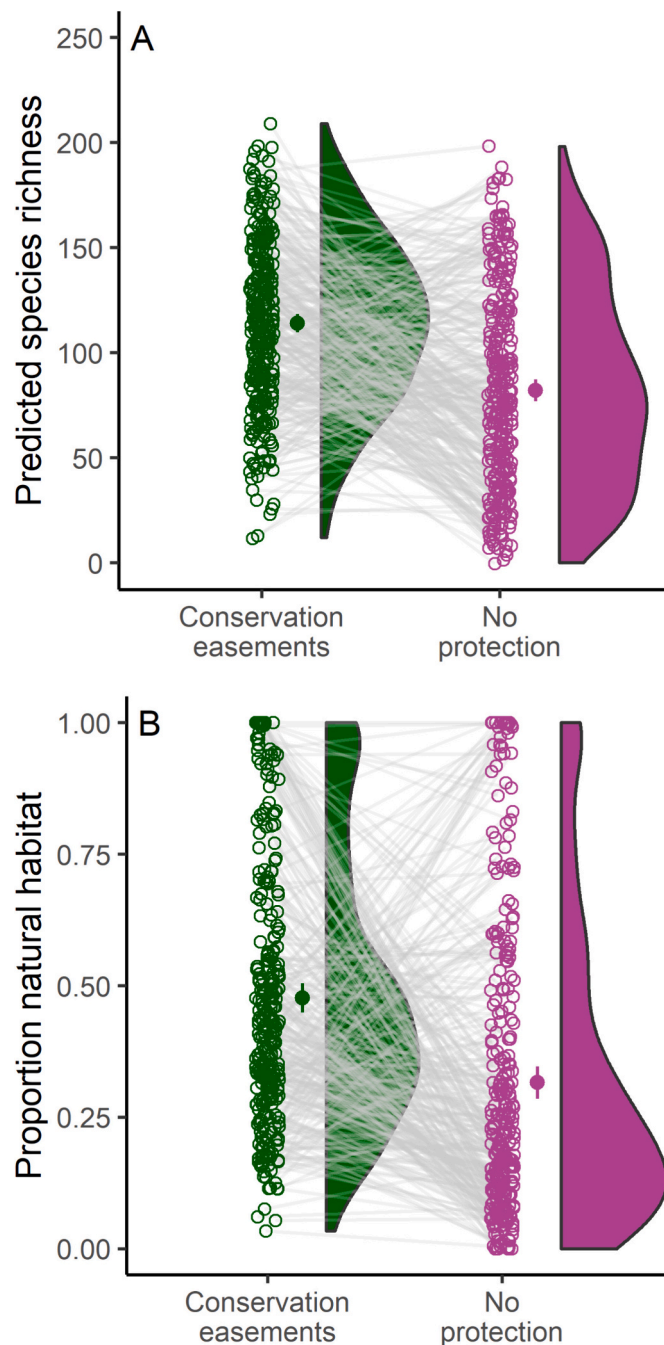 A
Predicted species richness
250
200
150
100
50
0
Conservation
easements
No
protection
B
Proportion natural habitat
1.00
0.75
0.50
0.25
0.00
Conservation
easements
No
protection